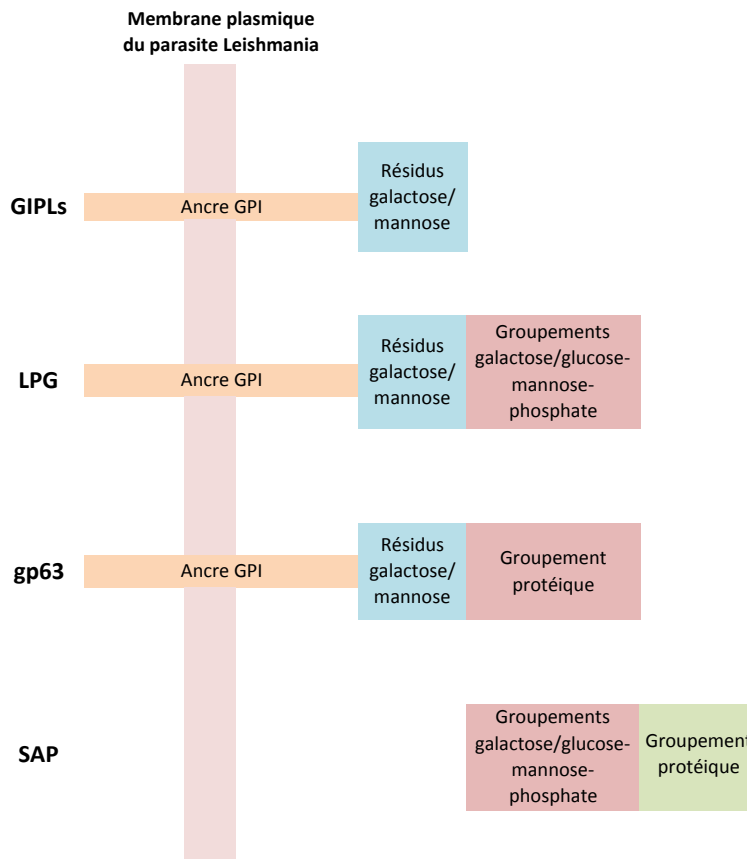 Membrane plasmique
du parasite Leishmania
GIPLs
Ancre GPI
Résidus
galactose/
mannose
LPG
Ancre GPI
Résidus
galactose/
mannose
Groupements
galactose/glucose-
mannose-
phosphate
gp63
Ancre GPI
Résidus
galactose/
mannose
Groupement
protéique
SAP
Groupements
galactose/glucose-
mannose-
phosphate
Groupement
protéique